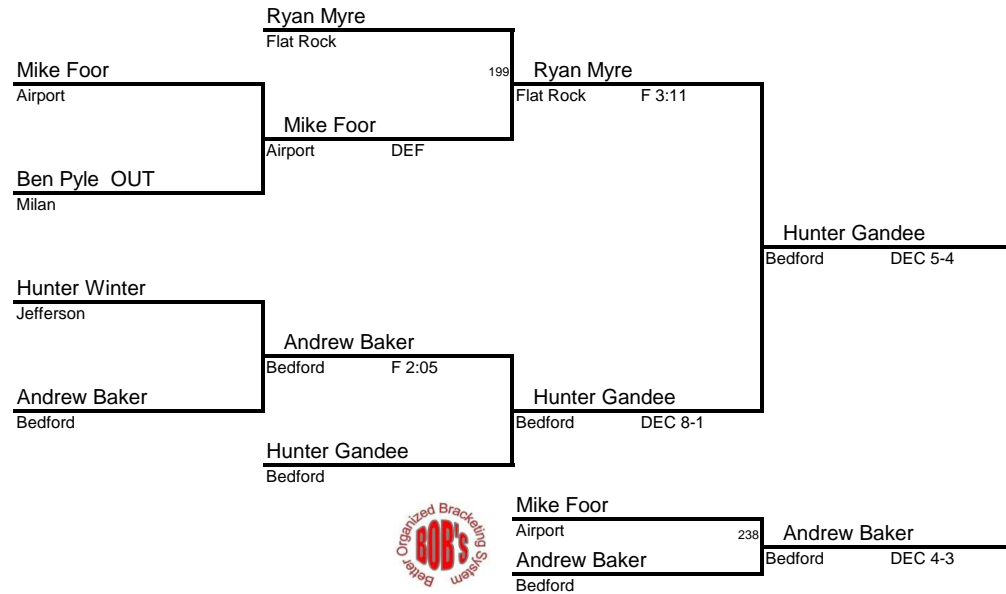 Ryan Myre
Flat Rock
Mike Foor
Airport
199
Ryan Myre
Flat Rock F 3:11
Mike Foor
Airport DEF
Ben Pyle OUT
Milan
Hunter Gandee
Bedford DEC 5-4
Hunter Winter
Jefferson
Andrew Baker
Bedford F 2:05
Andrew Baker
Bedford
Hunter Gandee
Bedford DEC 8-1
Hunter Gandee
Bedford
Better Organized Bracketing System
BOB'S
Mike Foor
Airport
238
Andrew Baker
Bedford DEC 4-3
Andrew Baker
Bedford